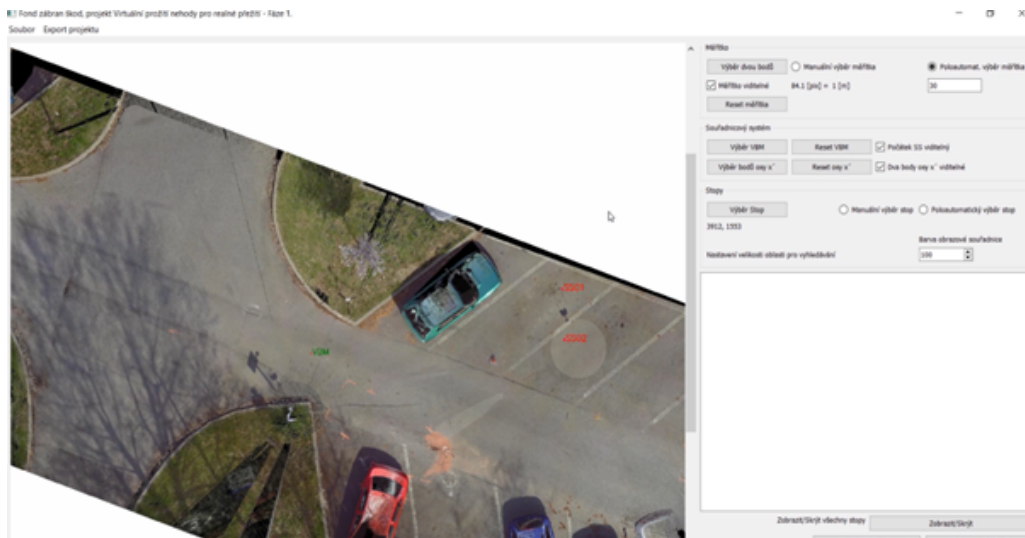 Fond zábran škod, projekt Virtuální prožití nehody pro reálné přežití - Fáze 1.
Soubor Export projektu
Měřítko
Výběr dvou bodů Manuální výběr měřítka Poloautomat. výběr měřítka
Měřítko viditelné 84.1 [pix] = 1 [m] 30
Reset měřítka
Souřadnicový systém
Výběr VBM Reset VBM Počátek SS viditelný
Výběr bodů osy x´ Reset osy x´ Dva body osy x´ viditelné
Stopy
Výběr Stop Manuální výběr stop Poloautomatický výběr stop
3912, 1553
Barva obrazové souřadnice
Nastavení velikosti oblasti pro vyhledávání 100
VBM
Zobrazit/Skrýt všechny stopy Zobrazit/Skrýt